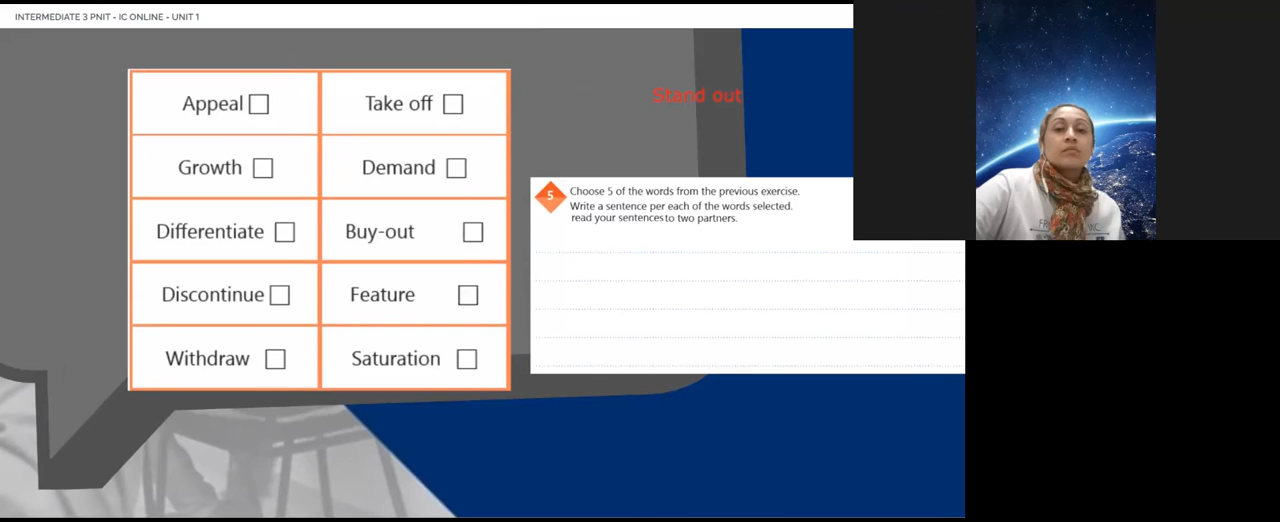 INTERMEDIATE 3 PNIT - IC ONLINE - UNIT 1
Appeal
Take off
Stand out
Growth
Demand
5
Choose 5 of the words from the previous exercise.
Write a sentence per each of the words selected.
read your sentences to two partners.
Differentiate
Buy-out
Discontinue
Feature
Withdraw
Saturation